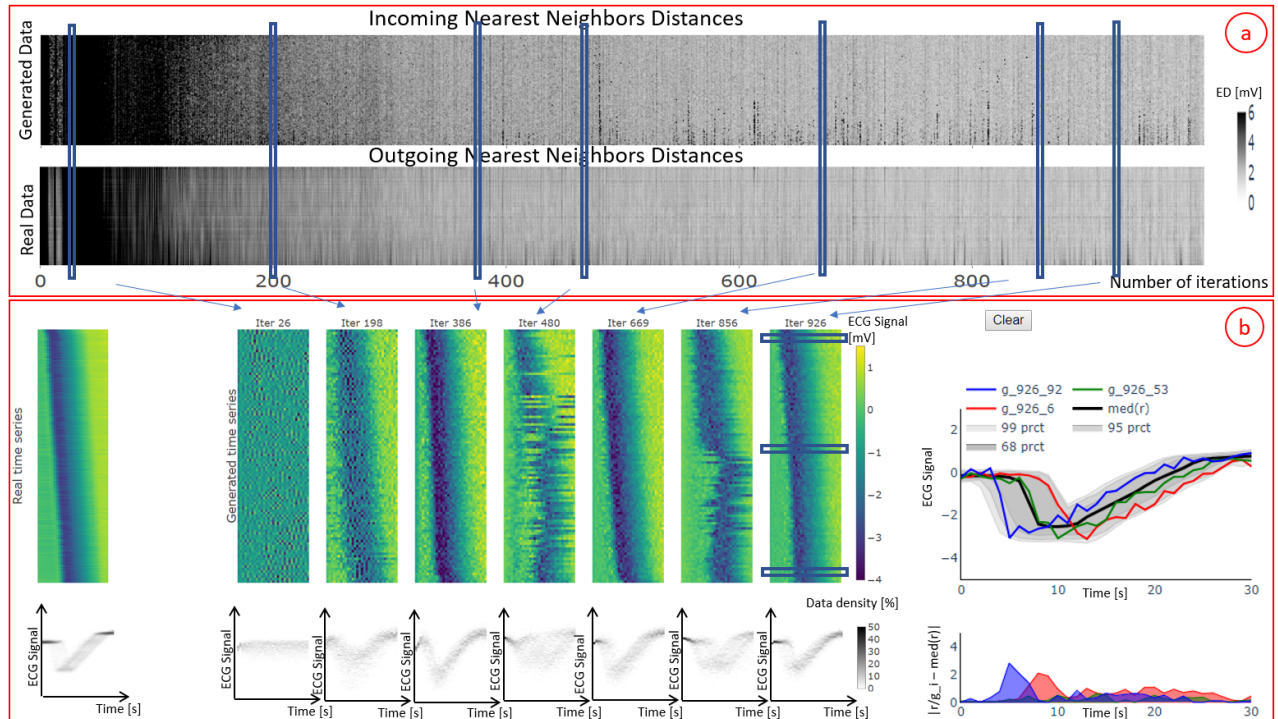 Incoming Nearest Neighbors Distances
a
Generated Data
ED [mV]
6
4
2
0
Outgoing Nearest Neighbors Distances
Real Data
0 200 400 600 800
Number of iterations
b
Iter 26 Iter 198 Iter 386 Iter 480 Iter 669 Iter 856 Iter 926
ECG Signal
[mV]
1
0
−1
−2
−3
−4
Real time series
Generated time series
Clear
g_926_92 g_926_53
g_926_6 med(r)
99 prct 95 prct
68 prct
ECG Signal
2
0
−2
−4
0 10 20 30
Time [s]
Data density [%]
50
40
30
20
10
0
ECG Signal
ECG Signal
ECG Signal
ECG Signal
ECG Signal
ECG Signal
ECG Signal
ECG Signal
Time [s] Time [s] Time [s] Time [s] Time [s] Time [s] Time [s] Time [s]
|r/g_i − med(r)|
4
2
0
0 10 20 30
Time [s]